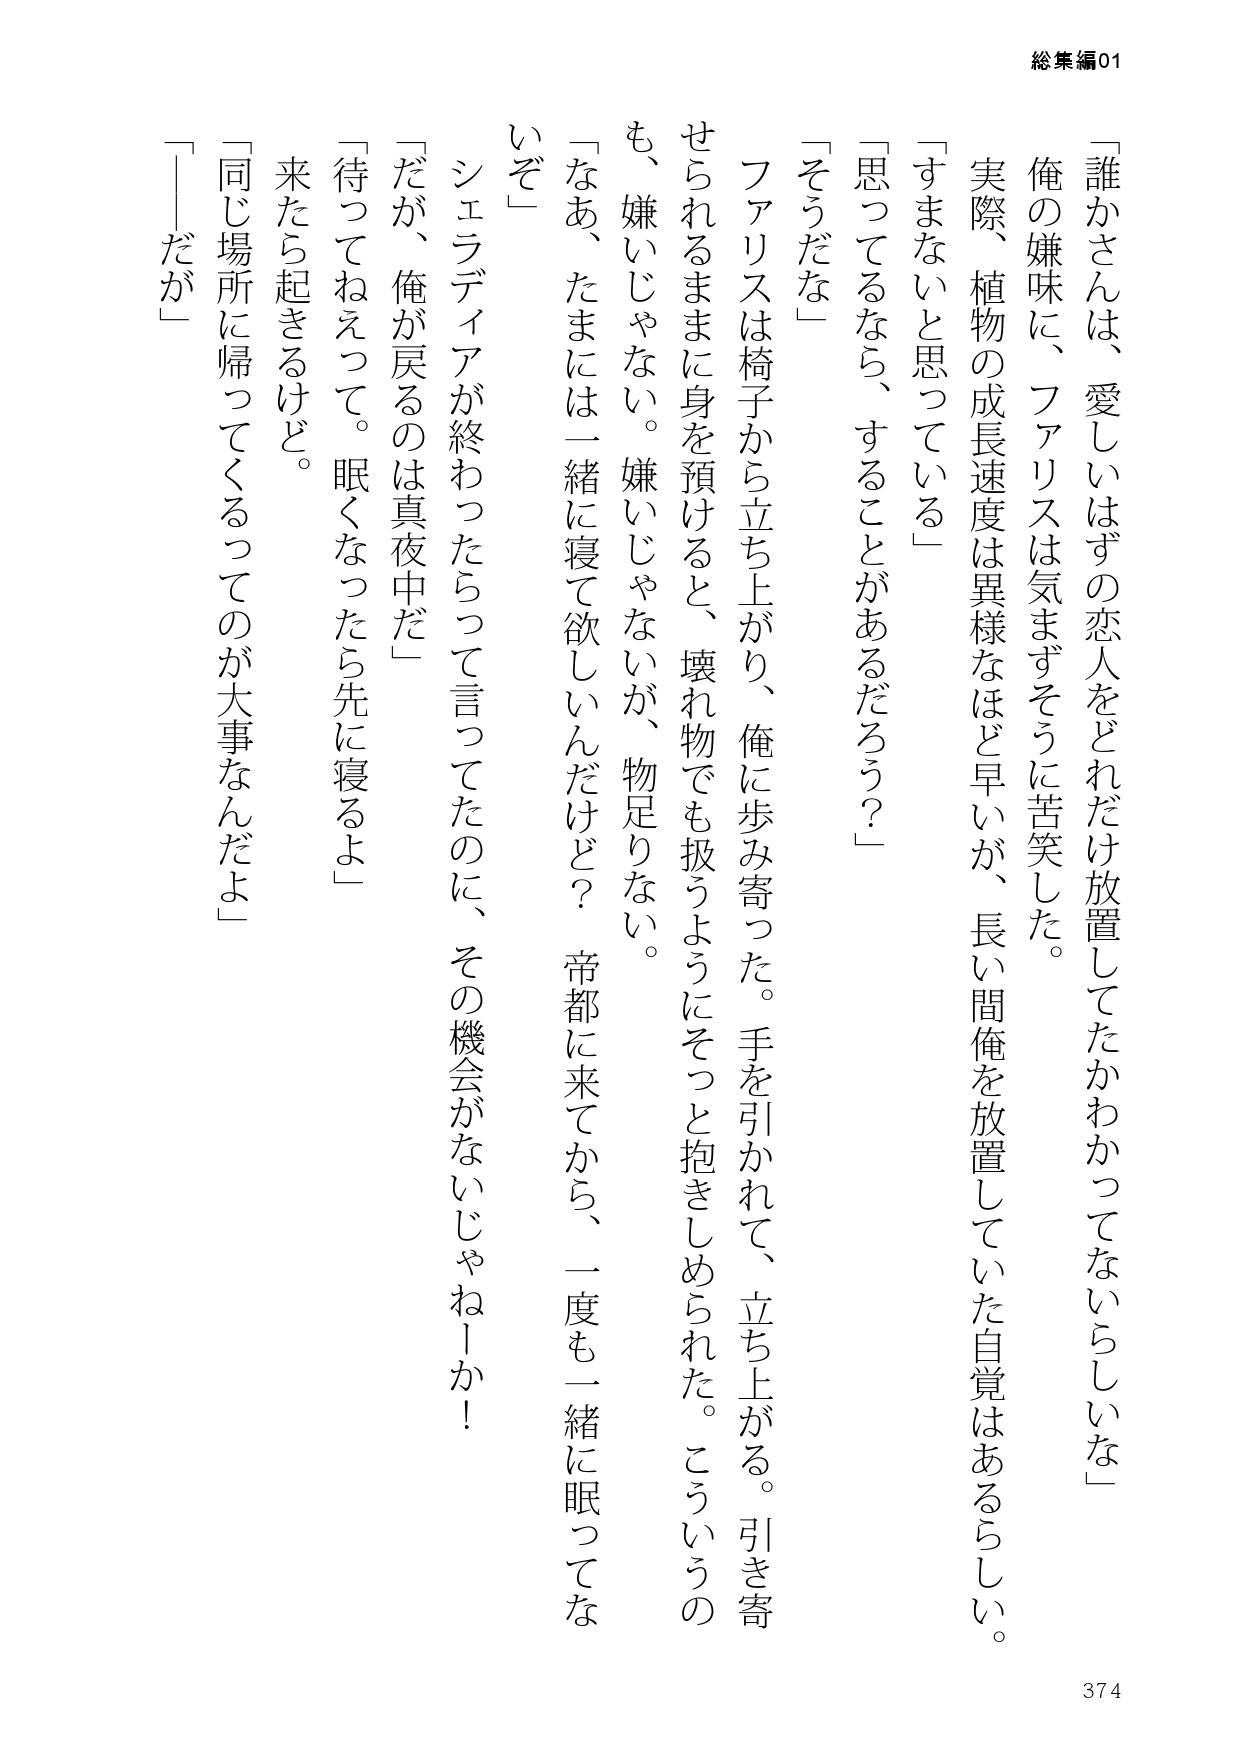 総集編01
「誰かさんは、愛しいはずの恋人をどれだけ放置してたかわかってないらしいな」
　俺の嫌味に、ファリスは気まずそうに苦笑した。
　実際、植物の成長速度は異様なほど早いが、長い間俺を放置していた自覚はあるらしい。
「すまないと思っている」
「思ってるなら、することがあるだろう？」
「そうだな」
　ファリスは椅子から立ち上がり、俺に歩み寄った。手を引かれて、立ち上がる。引き寄
せられるままに身を預けると、壊れ物でも扱うようにそっと抱きしめられた。こういうの
も、嫌いじゃない。嫌いじゃないが、物足りない。
「なあ、たまには一緒に寝て欲しいんだけど？　帝都に来てから、一度も一緒に眠ってな
いぞ」
　シェラディアが終わったらって言ってたのに、その機会がないじゃねーか！
「だが、俺が戻るのは真夜中だ」
「待ってねえって。眠くなったら先に寝るよ」
　来たら起きるけど。
「同じ場所に帰ってくるってのが大事なんだよ」
「――だが」
374